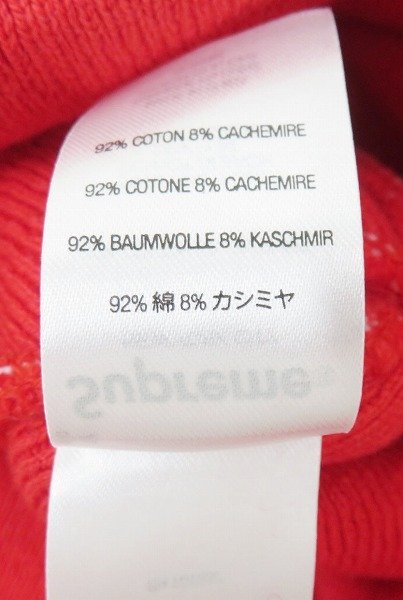 92% COTON 8% CACHEMIRE
92% COTONE 8% CACHEMIRE
92% BAUMWOLLE 8% KASCHMIR
92% 綿 8% カシミヤ
Supreme